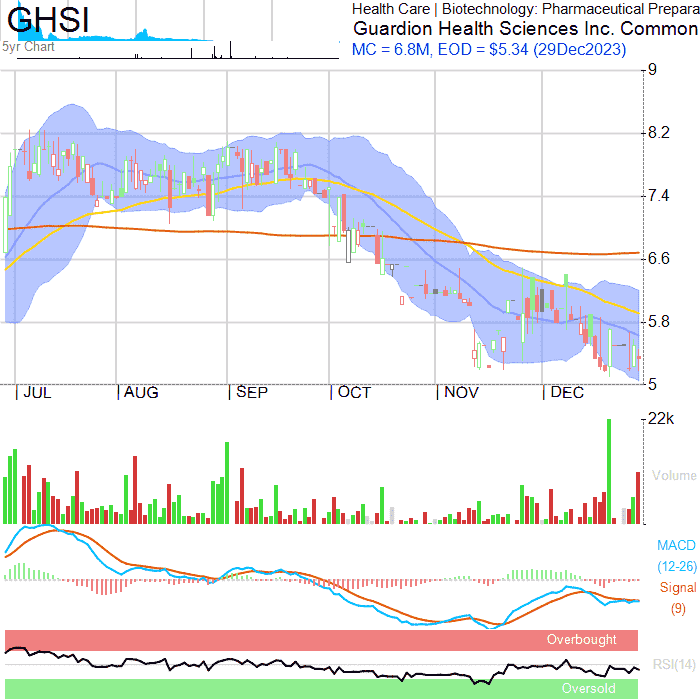 GHSI
5yr Chart
Health Care | Biotechnology: Pharmaceutical Prepara
Guardion Health Sciences Inc. Common
MC = 6.8M, EOD = $5.34 (29Dec2023)
9
8.2
7.4
6.6
5.8
5
| JUL | AUG | SEP | OCT | NOV | DEC
22k
Volume
MACD
(12-26)
Signal
(9)
Overbought
RSI(14)
Oversold